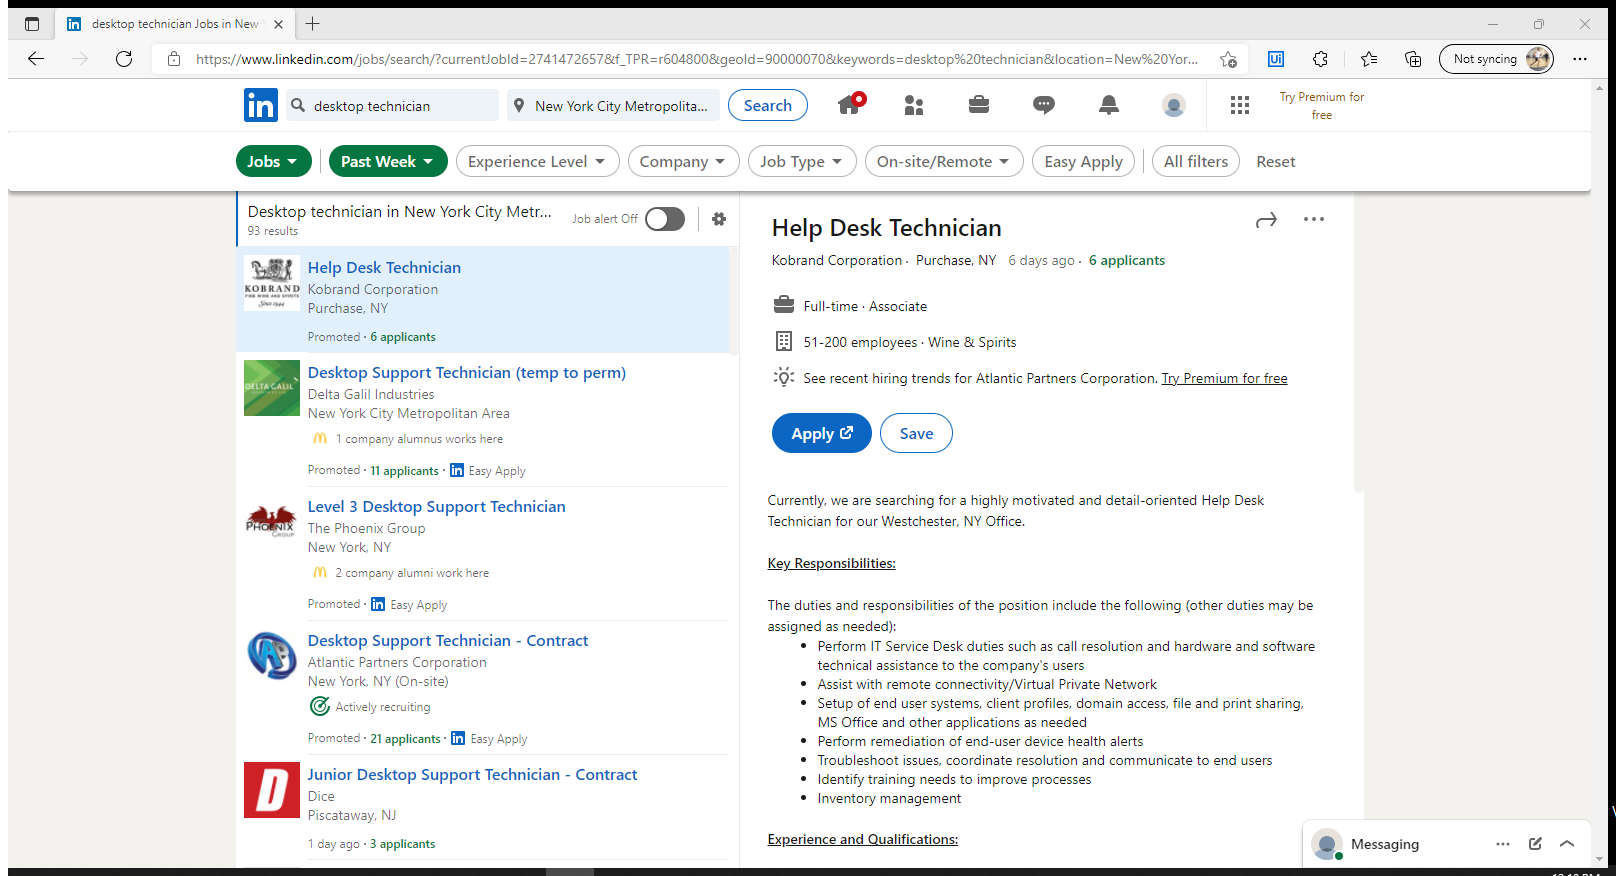 desktop technician Jobs in New
https://www.linkedin.com/jobs/search/?currentJobId=2741472657&f_TPR=r604800&geoId=90000070&keywords=desktop%20technician&location=New%20Yor...
Not syncing
desktop technician
New York City Metropolita...
Search
Try Premium for
free
Jobs
Past Week
Experience Level
Company
Job Type
On-site/Remote
Easy Apply
All filters
Reset
Desktop technician in New York City Metr...
93 results
Job alert Off
KOBRAND
FINE WINE AND SPIRITS
Since 1944
Help Desk Technician
Kobrand Corporation
Purchase, NY
Promoted · 6 applicants
DELTA GALIL
Desktop Support Technician (temp to perm)
Delta Galil Industries
New York City Metropolitan Area
1 company alumnus works here
Promoted · 11 applicants · in Easy Apply
PHOENIX
GROUP
Level 3 Desktop Support Technician
The Phoenix Group
New York, NY
2 company alumni work here
Promoted · in Easy Apply
AP
Desktop Support Technician - Contract
Atlantic Partners Corporation
New York, NY (On-site)
Actively recruiting
Promoted · 21 applicants · in Easy Apply
D
Junior Desktop Support Technician - Contract
Dice
Piscataway, NJ
1 day ago · 3 applicants
Help Desk Technician
Kobrand Corporation · Purchase, NY 6 days ago · 6 applicants
Full-time · Associate
51-200 employees · Wine & Spirits
See recent hiring trends for Atlantic Partners Corporation. Try Premium for free
Apply
Save
Currently, we are searching for a highly motivated and detail-oriented Help Desk
Technician for our Westchester, NY Office.
Key Responsibilities:
The duties and responsibilities of the position include the following (other duties may be
assigned as needed):
• Perform IT Service Desk duties such as call resolution and hardware and software
technical assistance to the company's users
• Assist with remote connectivity/Virtual Private Network
• Setup of end user systems, client profiles, domain access, file and print sharing,
MS Office and other applications as needed
• Perform remediation of end-user device health alerts
• Troubleshoot issues, coordinate resolution and communicate to end users
• Identify training needs to improve processes
• Inventory management
Experience and Qualifications:
Messaging